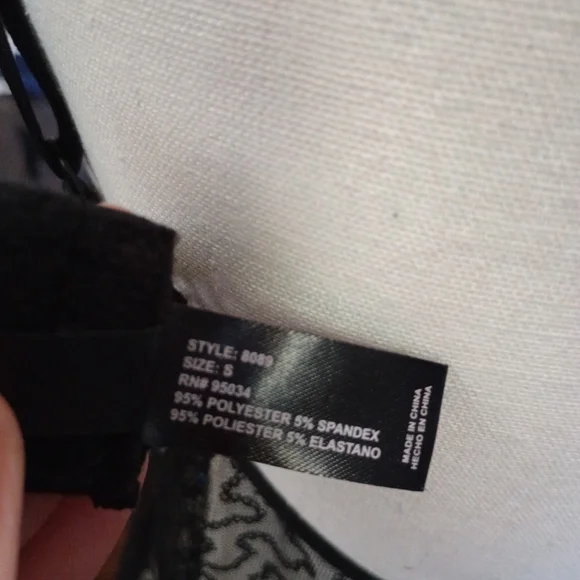 STYLE: 8089
SIZE: S
RN# 95034
95% POLYESTER 5% SPANDEX
95% POLIESTER 5% ELASTANO
MADE IN CHINA
HECHO EN CHINA